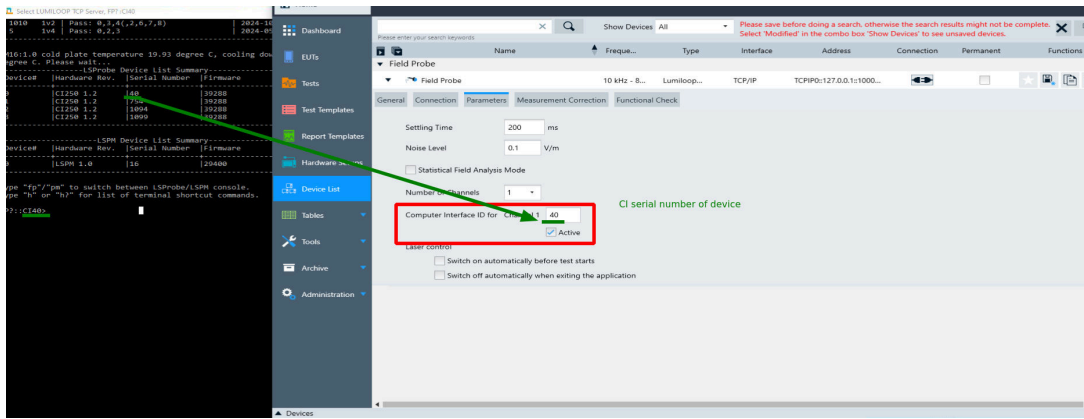 Select LUMILOOP TCP Server, FP?:CI40
1010 1v2 | Pass: 0,3,4(,2,6,7,8) | 2024-10
5 1v4 | Pass: 0,2,3 | 2024-05
M16:1.0 cold plate temperature 19.93 degree C, cooling dow
egree C. Please wait...
LSProbe Device List Summary
Device# |Hardware Rev. |Serial Number |Firmware
|CI250 1.2 |40 |39288
|CI250 1.2 |754 |39288
|CI250 1.2 |1094 |39288
|CI250 1.2 |1099 |39288
LSPM Device List Summary
Device# |Hardware Rev. |Serial Number |Firmware
|LSPM 1.0 |16 |29400
ype "fp"/"pm" to switch between LSProbe/LSPM console.
ype "h" or "h?" for list of terminal shortcut commands.
P?::CI40>
Dashboard
EUTs
Tests
Test Templates
Report Templates
Hardware Setups
Device List
Tables
Tools
Archive
Administration
Show Devices All
Please save before doing a search, otherwise the search results might not be complete.
Select 'Modified' in the combo box 'Show Devices' to see unsaved devices.
Please enter your search keywords
Name Freque... Type Interface Address Connection Permanent Functions
Field Probe
Field Probe 10 kHz - 8... Lumiloop... TCP/IP TCPIP0::127.0.0.1::1000...
General Connection Parameters Measurement Correction Functional Check
Settling Time 200 ms
Noise Level 0.1 V/m
Statistical Field Analysis Mode
Number of Channels 1
CI serial number of device
Computer Interface ID for Channel 1 40
Active
Laser control
Switch on automatically before test starts
Switch off automatically when exiting the application
Devices